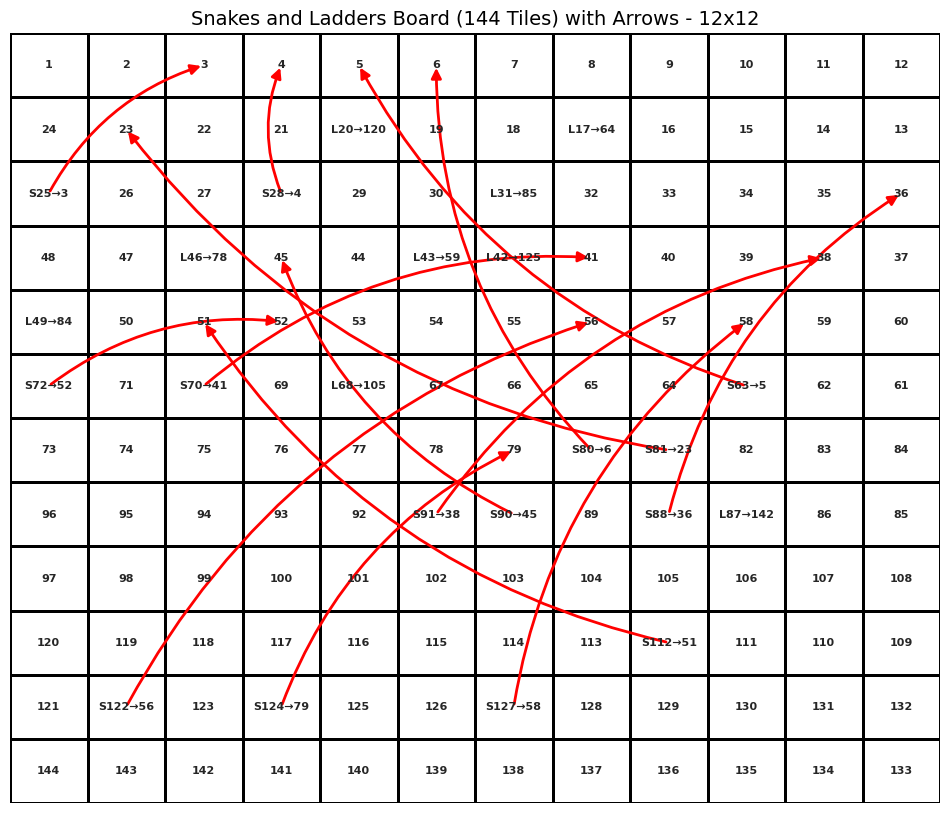 Snakes and Ladders Board (144 Tiles) with Arrows - 12x12
1 2 3 4 5 6 7 8 9 10 11 12
24 23 22 21 L20→120 19 18 L17→64 16 15 14 13
S25→3 26 27 S28→4 29 30 L31→85 32 33 34 35 36
48 47 L46→78 45 44 L43→59 L42→125 41 40 39 38 37
L49→84 50 51 52 53 54 55 56 57 58 59 60
S72→52 71 S70→41 69 L68→105 67 66 65 64 S63→5 62 61
73 74 75 76 77 78 79 S80→6 S81→23 82 83 84
96 95 94 93 92 S91→38 S90→45 89 S88→36 L87→142 86 85
97 98 99 100 101 102 103 104 105 106 107 108
120 119 118 117 116 115 114 113 S112→51 111 110 109
121 S122→56 123 S124→79 125 126 S127→58 128 129 130 131 132
144 143 142 141 140 139 138 137 136 135 134 133